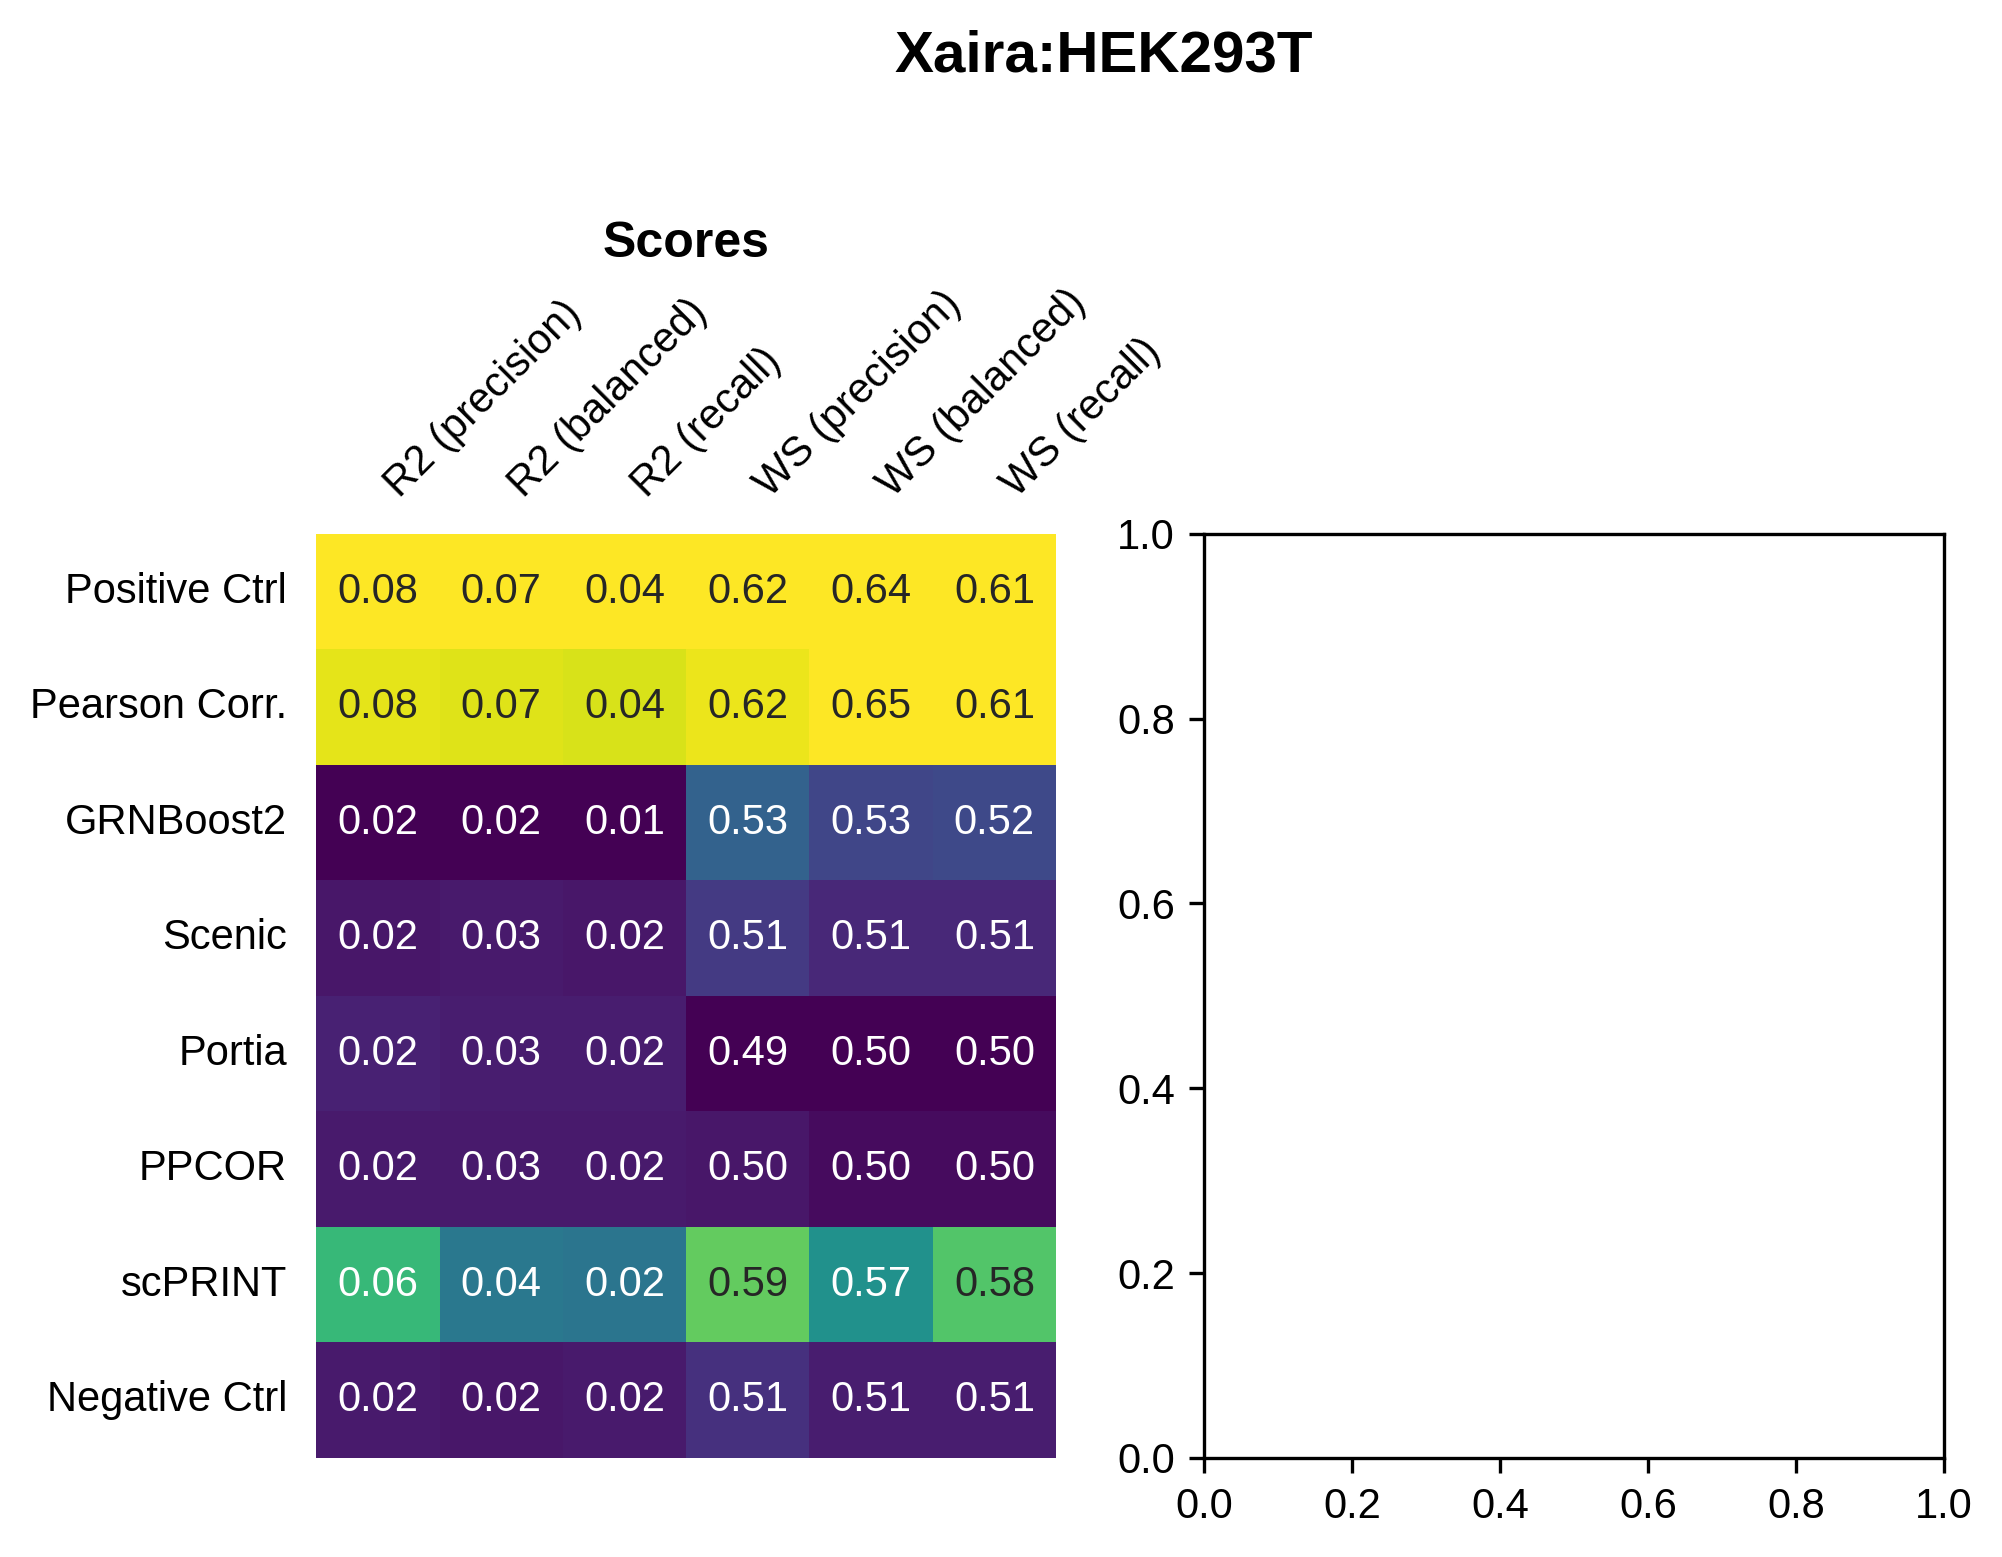 Xaira:HEK293T
Scores
R2 (precision)
R2 (balanced)
R2 (recall)
WS (precision)
WS (balanced)
WS (recall)
Positive Ctrl 0.08 0.07 0.04 0.62 0.64 0.61
Pearson Corr. 0.08 0.07 0.04 0.62 0.65 0.61
GRNBoost2 0.02 0.02 0.01 0.53 0.53 0.52
Scenic 0.02 0.03 0.02 0.51 0.51 0.51
Portia 0.02 0.03 0.02 0.49 0.50 0.50
PPCOR 0.02 0.03 0.02 0.50 0.50 0.50
scPRINT 0.06 0.04 0.02 0.59 0.57 0.58
Negative Ctrl 0.02 0.02 0.02 0.51 0.51 0.51
1.0
0.8
0.6
0.4
0.2
0.0
0.0 0.2 0.4 0.6 0.8 1.0